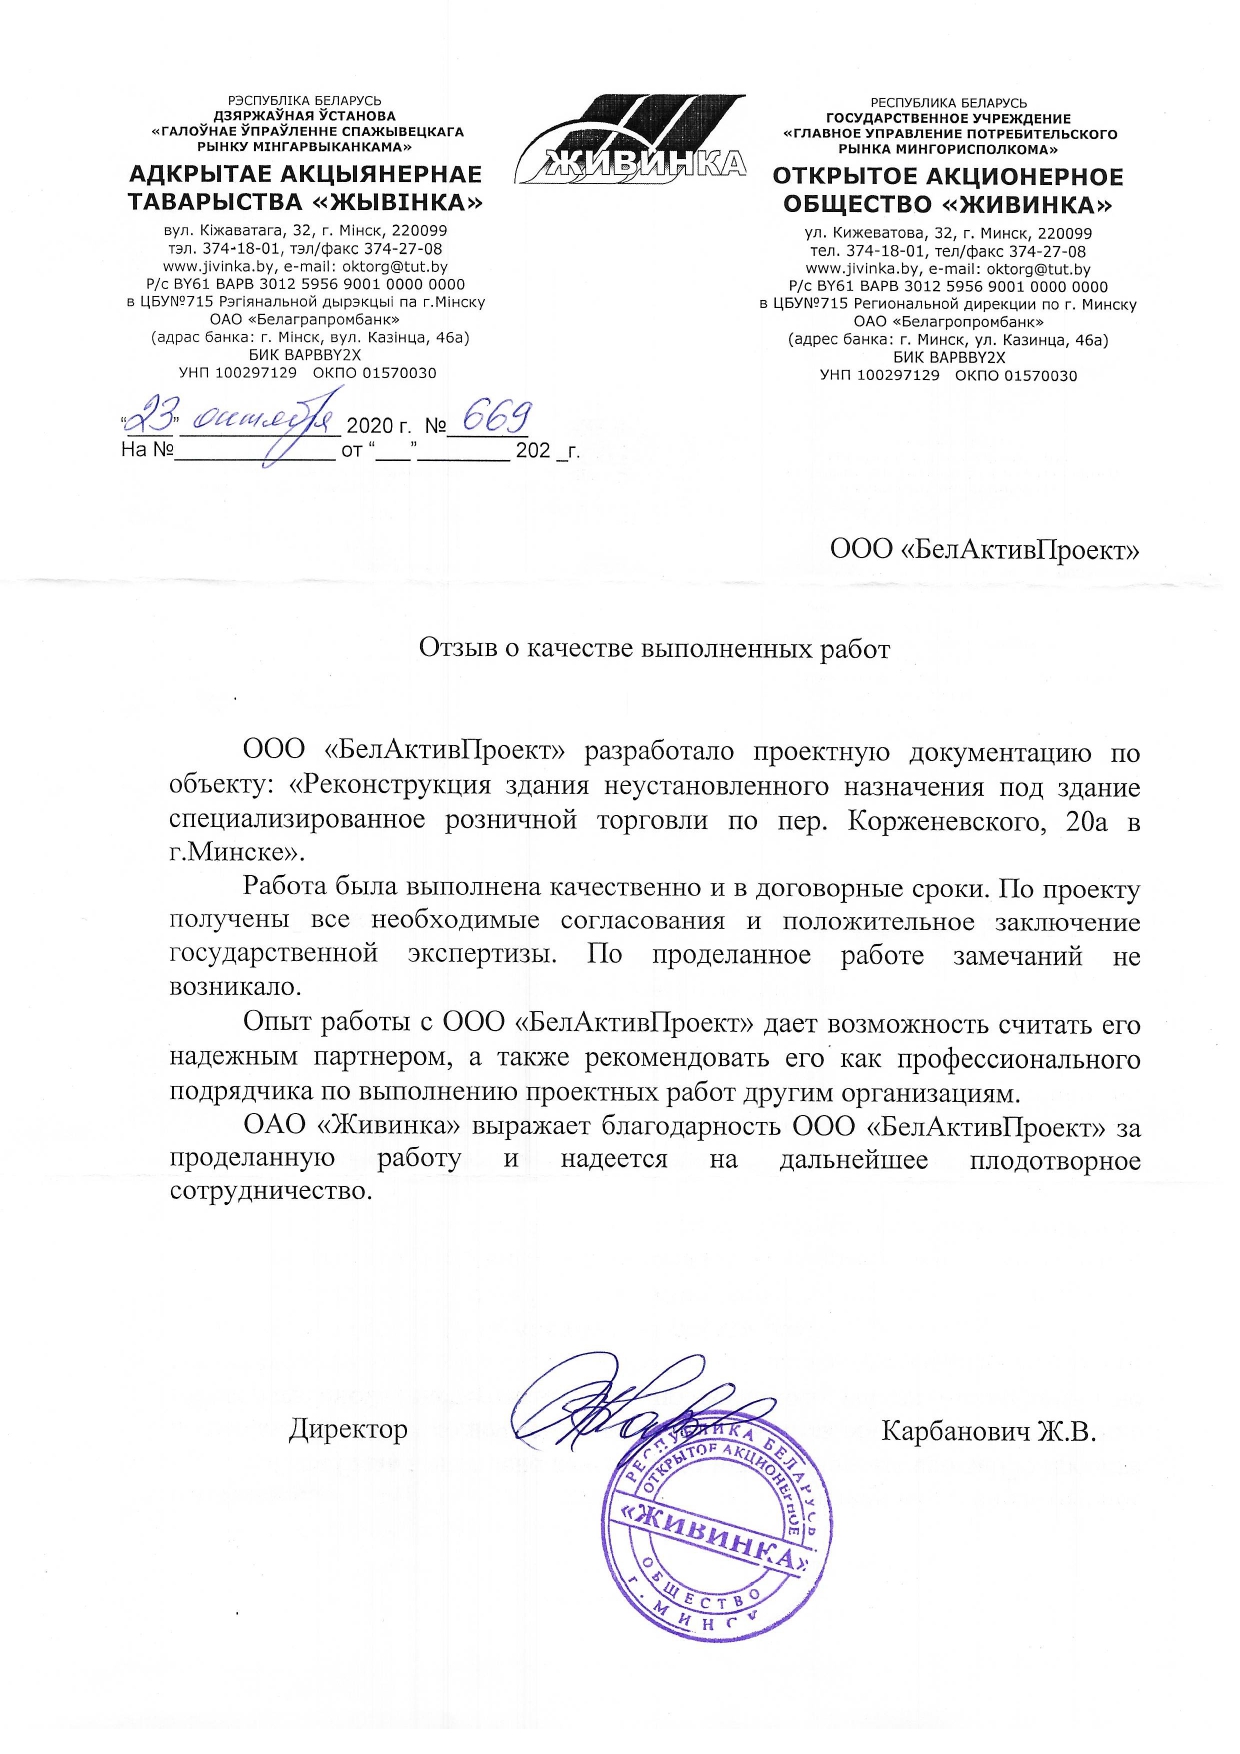 РЭСПУБЛІКА БЕЛАРУСЬ
ДЗЯРЖАЎНАЯ ЎСТАНОВА
«ГАЛОЎНАЕ ЎПРАЎЛЕННЕ СПАЖЫВЕЦКАГА
РЫНКУ МІНГАРВЫКАНКАМА»
АДКРЫТАЕ АКЦЫЯНЕРНАЕ
ТАВАРЫСТВА «ЖЫВІНКА»
вул. Кіжаватага, 32, г. Мінск, 220099
тэл. 374-18-01, тэл/факс 374-27-08
www.jivinka.by, e-mail: oktorg@tut.by
Р/с BY61 BAPB 3012 5956 9001 0000 0000
в ЦБУ№715 Рэгіянальнай дырэкцыі па г.Мінску
ОАО «Белаграпромбанк»
(адрас банка: г. Мінск, вул. Казінца, 46а)
БИК BAPBBY2X
УНП 100297129 ОКПО 01570030
ЖИВИНКА
РЕСПУБЛИКА БЕЛАРУСЬ
ГОСУДАРСТВЕННОЕ УЧРЕЖДЕНИЕ
«ГЛАВНОЕ УПРАВЛЕНИЕ ПОТРЕБИТЕЛЬСКОГО
РЫНКА МИНГОРИСПОЛКОМА»
ОТКРЫТОЕ АКЦИОНЕРНОЕ
ОБЩЕСТВО «ЖИВИНКА»
ул. Кижеватова, 32, г. Минск, 220099
тел. 374-18-01, тел/факс 374-27-08
www.jivinka.by, e-mail: oktorg@tut.by
Р/с BY61 BAPB 3012 5956 9001 0000 0000
в ЦБУ№715 Региональной дирекции по г. Минску
ОАО «Белагропромбанк»
(адрес банка: г. Минск, ул. Казинца, 46а)
БИК BAPBBY2X
УНП 100297129 ОКПО 01570030
“23” октября 2020 г. № 669
На №______________ от “___”________ 202 _г.
ООО «БелАктивПроект»
Отзыв о качестве выполненных работ
ООО «БелАктивПроект» разработало проектную документацию по
объекту: «Реконструкция здания неустановленного назначения под здание
специализированное розничной торговли по пер. Корженевского, 20а в
г.Минске».
Работа была выполнена качественно и в договорные сроки. По проекту
получены все необходимые согласования и положительное заключение
государственной экспертизы. По проделанное работе замечаний не
возникало.
Опыт работы с ООО «БелАктивПроект» дает возможность считать его
надежным партнером, а также рекомендовать его как профессионального
подрядчика по выполнению проектных работ другим организациям.
ОАО «Живинка» выражает благодарность ООО «БелАктивПроект» за
проделанную работу и надеется на дальнейшее плодотворное
сотрудничество.
Директор Карбанович Ж.В.
РЕСПУБЛИКА БЕЛАРУСЬ
ОТКРЫТОЕ АКЦИОНЕРНОЕ
«ЖИВИНКА»
ОБЩЕСТВО
г. МИНСК